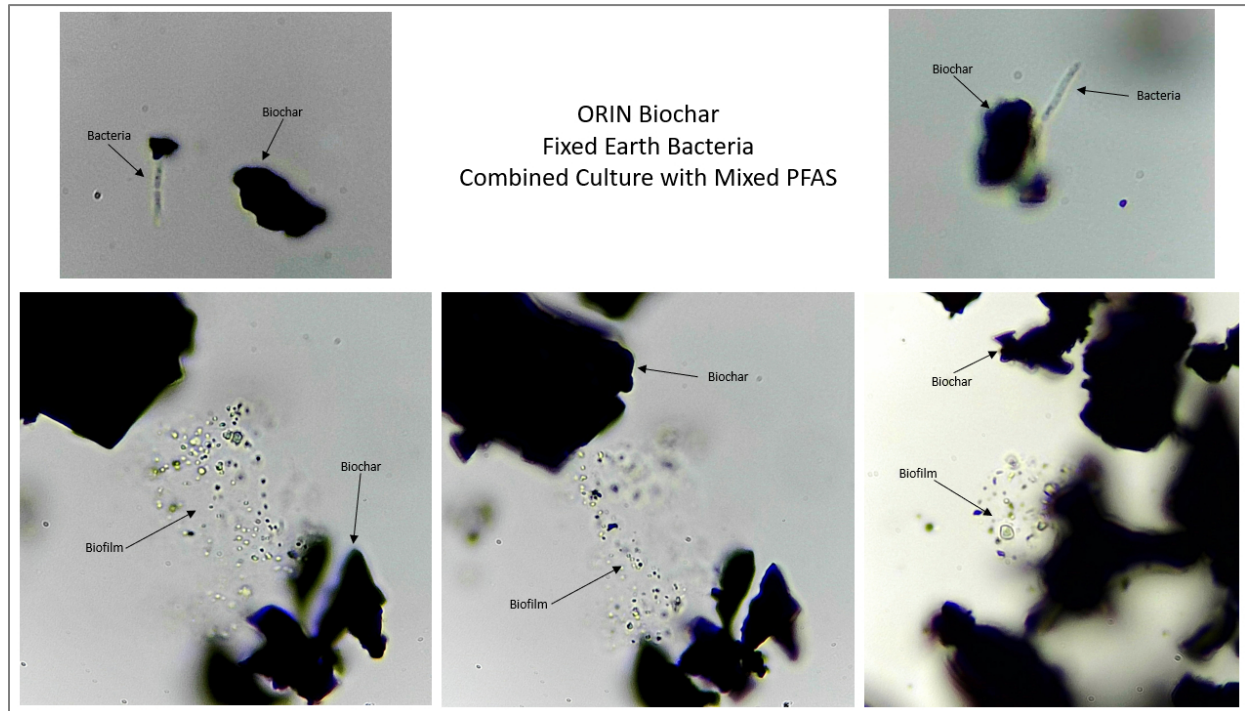 Bacteria
Biochar
ORIN Biochar
Fixed Earth Bacteria
Combined Culture with Mixed PFAS
Biochar
Bacteria
Biofilm
Biochar
Biochar
Biofilm
Biochar
Biofilm